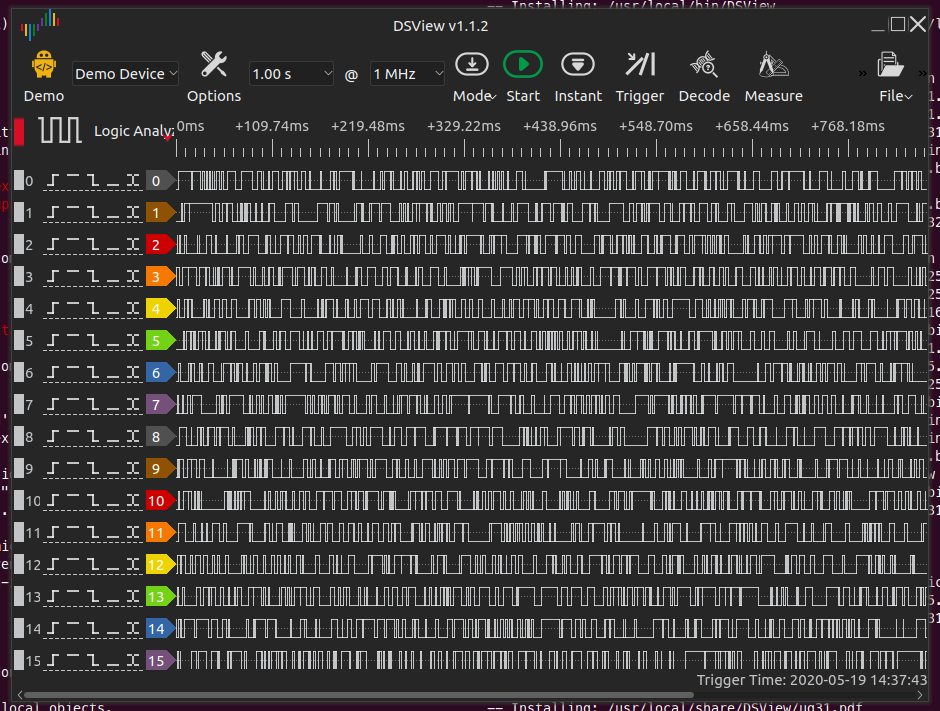 -- Installing: /usr/local/bin/DSView
DSView v1.1.2
Demo Device 1.00 s @ 1 MHz » »
Demo Options Mode Start Instant Trigger Decode Measure File
Logic Analyz 0ms +109.74ms +219.48ms +329.22ms +438.96ms +548.70ms +658.44ms +768.18ms
0 0
1 1
2 2
3 3
4 4
5 5
6 6
7 7
8 8
9 9
10 10
11 11
12 12
13 13
14 14
15 15
Trigger Time: 2020-05-19 14:37:43
local objects. -- Installing: /usr/local/share/DSView/ug31.pdf